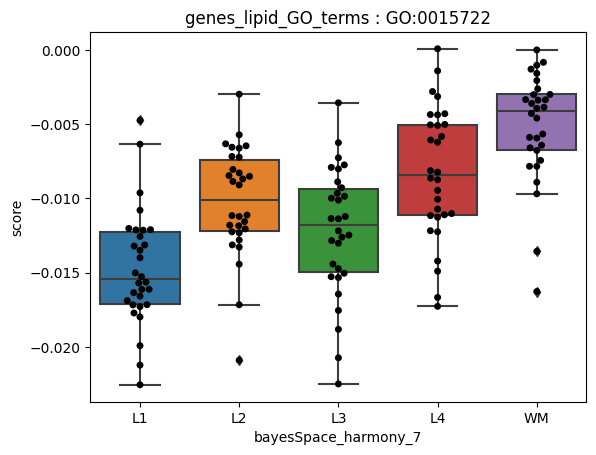 genes_lipid_GO_terms : GO:0015722
0.000
−0.005
−0.010
−0.015
−0.020
score
L1 L2 L3 L4 WM
bayesSpace_harmony_7